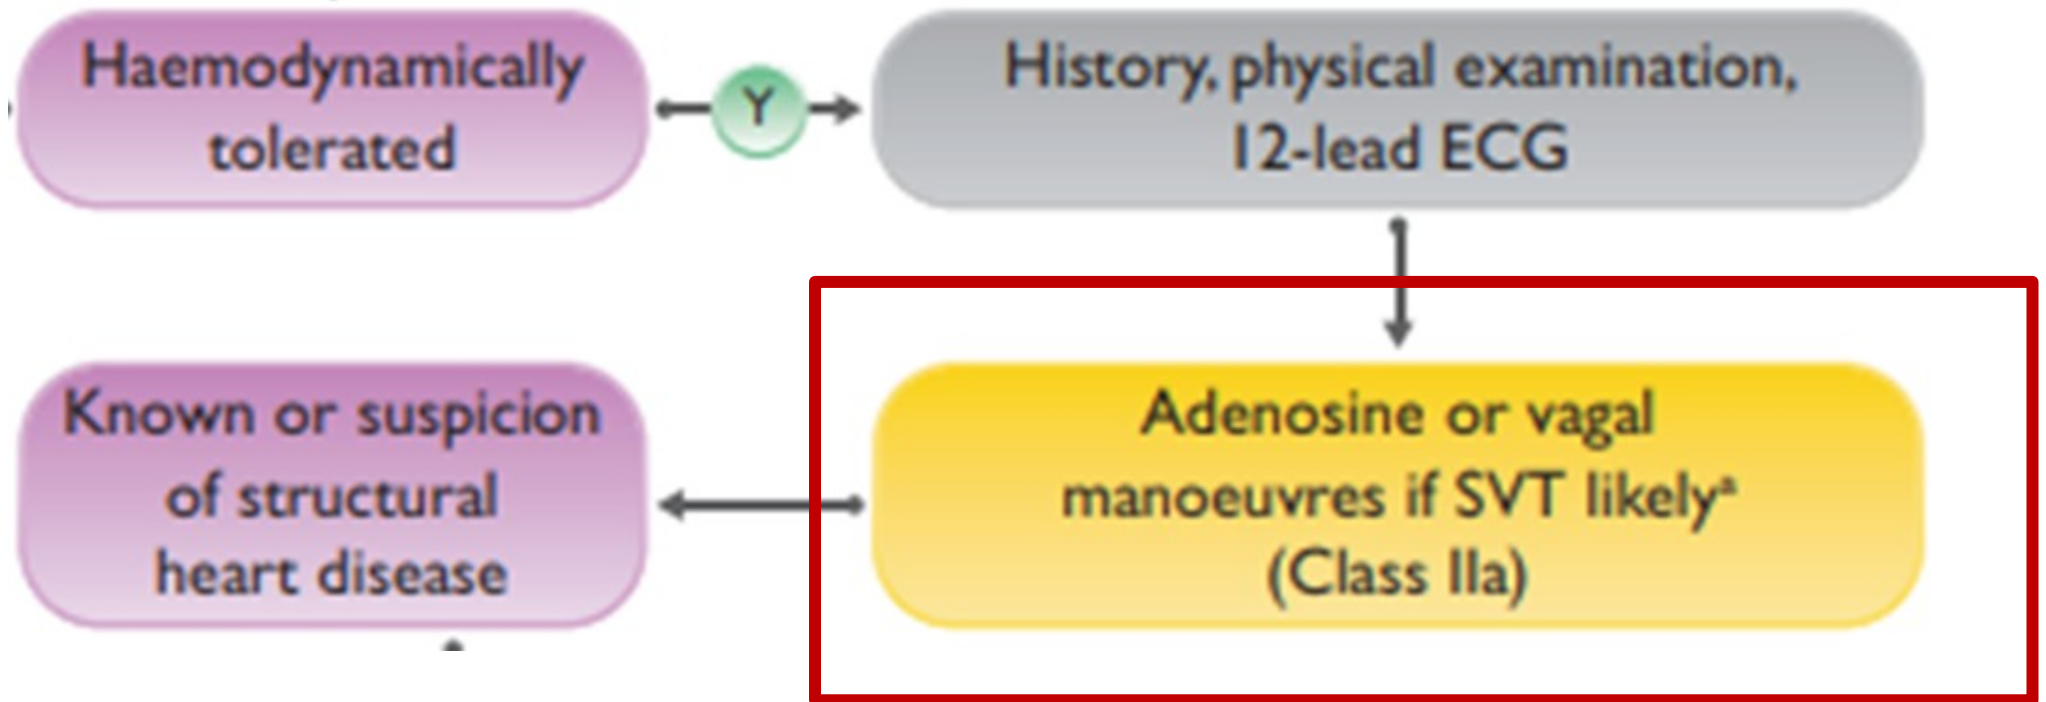 Haemodynamically
tolerated
Y
History, physical examination,
12-lead ECG
Adenosine or vagal
manoeuvres if SVT likelyᵃ
(Class IIa)
Known or suspicion
of structural
heart disease